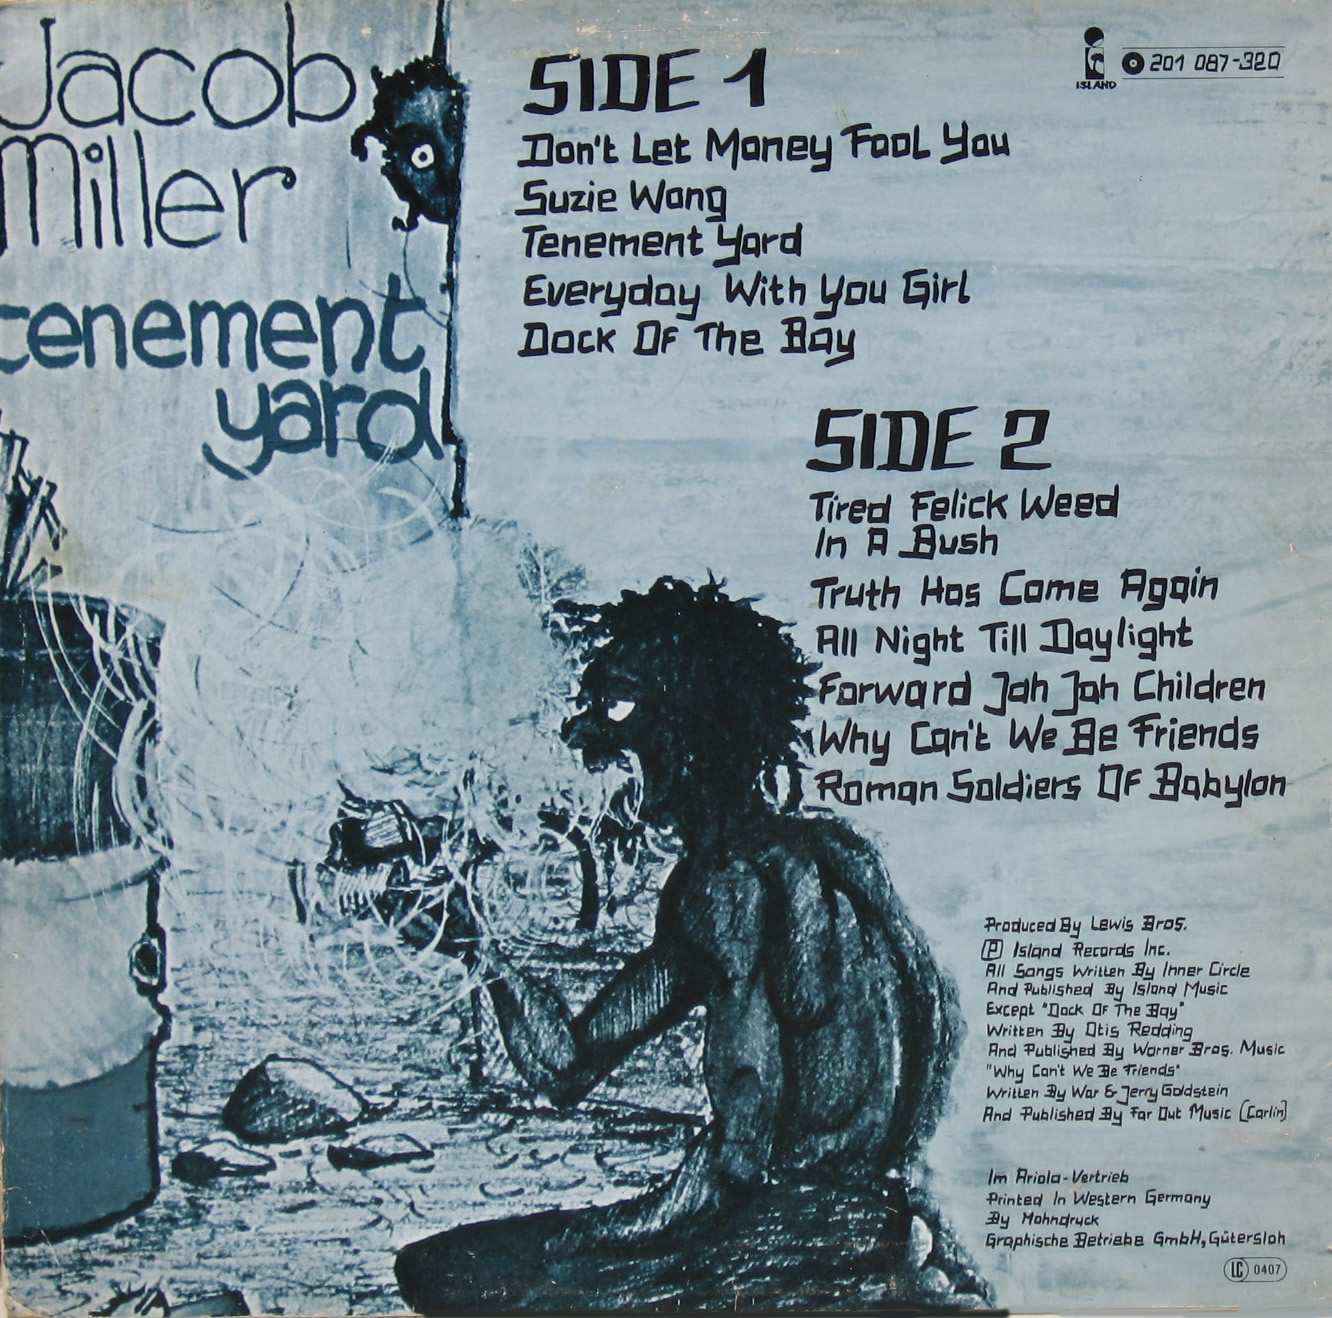 Jacob
Miller
tenement
yard
SIDE 1
Don't Let Money Fool You
Suzie Wong
Tenement Yard
Everyday With You Girl
Dock Of The Bay
ISLAND
201 087-320
SIDE 2
Tired Felick Weed
In A Bush
Truth Has Come Again
All Night Till Daylight
Forward Jah Jah Children
Why Can't We Be Friends
Roman Soldiers Of Babylon
Produced By Lewis Bros.
Ⓟ Island Records Inc.
All Songs Written By Inner Circle
And Published By Island Music
Except "Dock Of The Bay"
Written By Otis Redding
And Published By Warner Bros. Music
"Why Can't We Be Friends"
Written By War & Jerry Goldstein
And Published By Far Out Music (Carlin)
Im Ariola-Vertrieb
Printed In Western Germany
By Mohndruck
Graphische Betriebe GmbH, Gütersloh
LC 0407